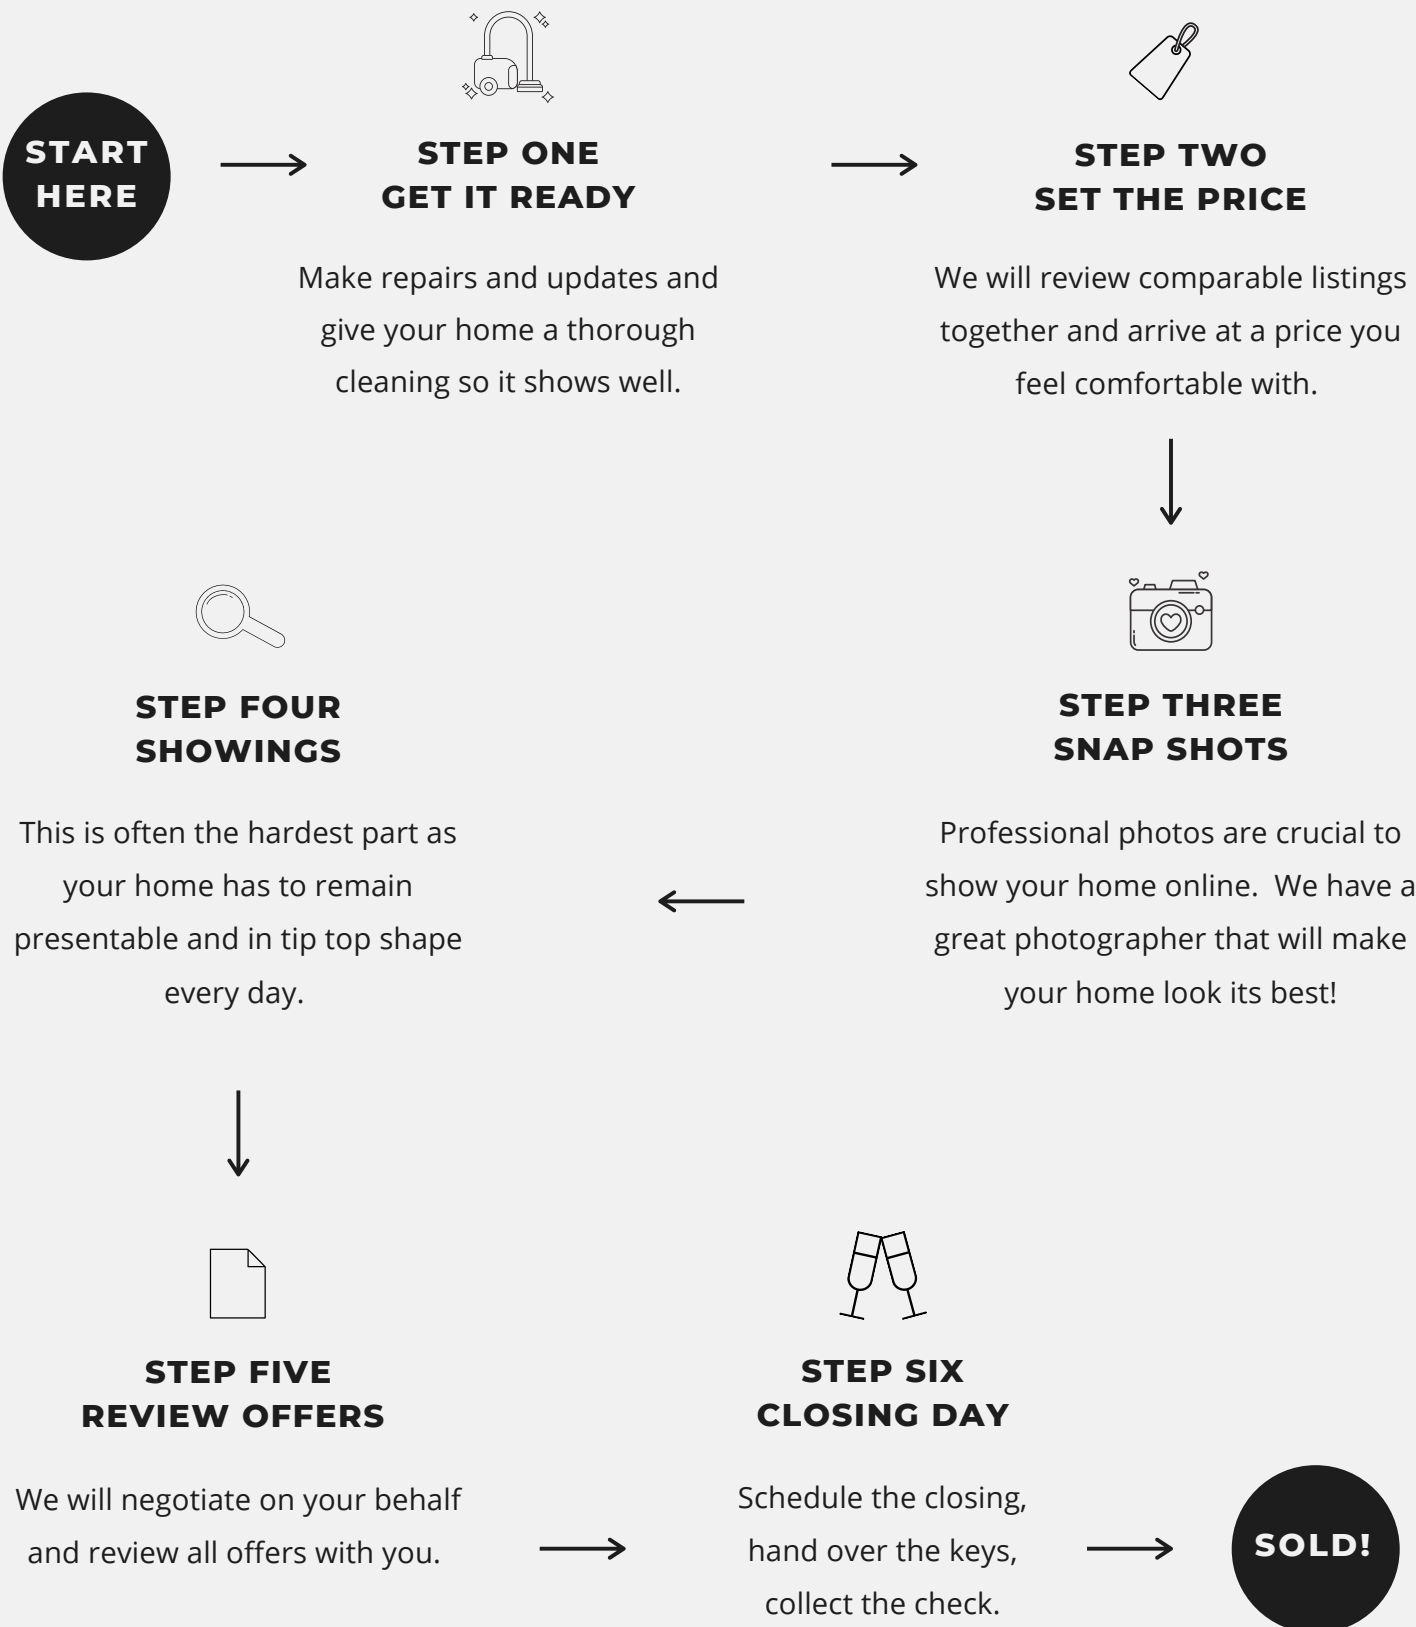 START
HERE
STEP ONE
GET IT READY
Make repairs and updates and
give your home a thorough
cleaning so it shows well.
STEP TWO
SET THE PRICE
We will review comparable listings
together and arrive at a price you
feel comfortable with.
STEP THREE
SNAP SHOTS
Professional photos are crucial to
show your home online.  We have a
great photographer that will make
your home look its best!
STEP FOUR
SHOWINGS
This is often the hardest part as
your home has to remain
presentable and in tip top shape
every day.
STEP FIVE
REVIEW OFFERS
We will negotiate on your behalf
and review all offers with you.
STEP SIX
CLOSING DAY
Schedule the closing,
hand over the keys,
collect the check.
SOLD!